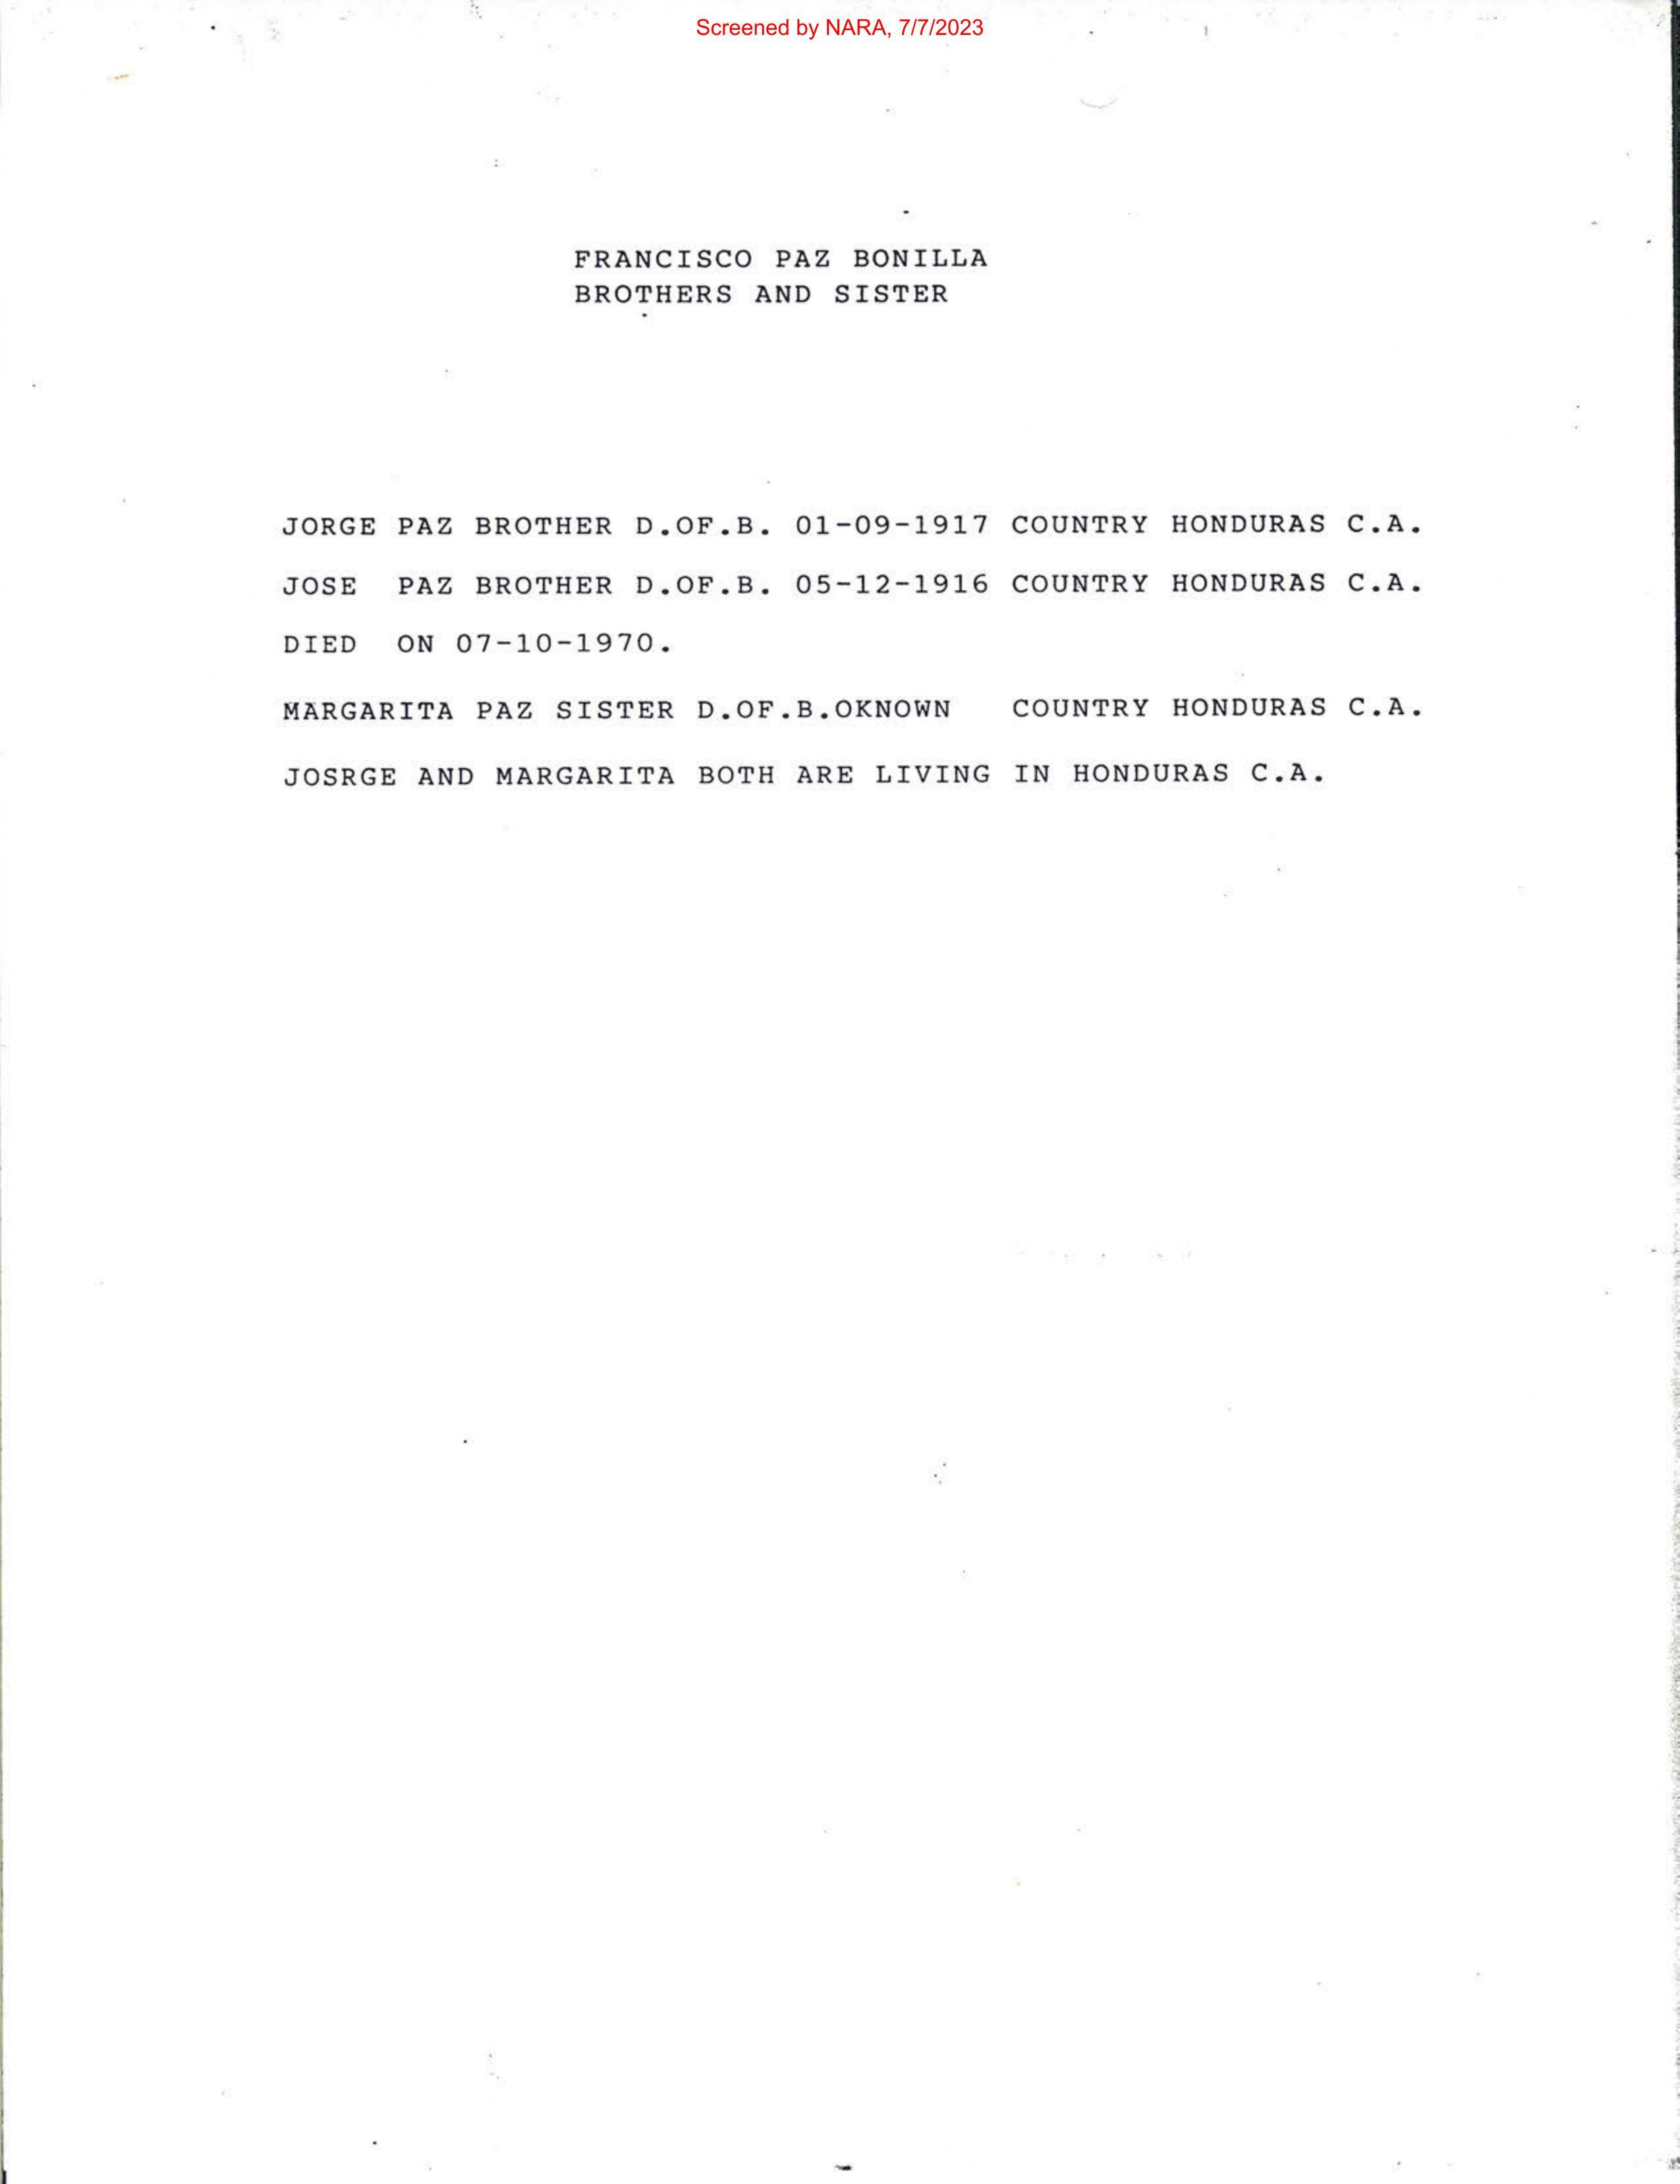 Screened by NARA, 7/7/2023
FRANCISCO PAZ BONILLA
BROTHERS AND SISTER
JORGE PAZ BROTHER D.OF.B. 01-09-1917 COUNTRY HONDURAS C.A.
JOSE PAZ BROTHER D.OF.B. 05-12-1916 COUNTRY HONDURAS C.A.
DIED ON 07-10-1970.
MARGARITA PAZ SISTER D.OF.B.OKNOWN COUNTRY HONDURAS C.A.
JOSRGE AND MARGARITA BOTH ARE LIVING IN HONDURAS C.A.